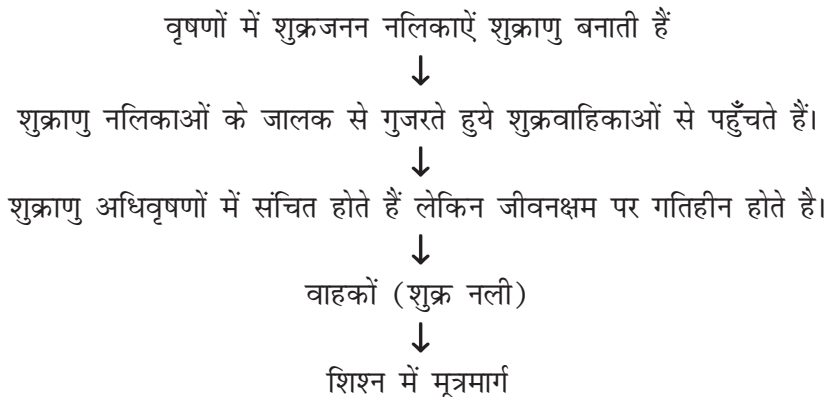 वृषणों में शुक्रजनन नलिकाऐं शुक्राणु बनाती हैं
↓
शुक्राणु नलिकाओं के जालक से गुजरते हुये शुक्रवाहिकाओं से पहुँचते हैं।
↓
शुक्राणु अधिवृषणों में संचित होते हैं लेकिन जीवनक्षम पर गतिहीन होते है।
↓
वाहकों (शुक्र नली)
↓
शिश्न में मूत्रमार्ग